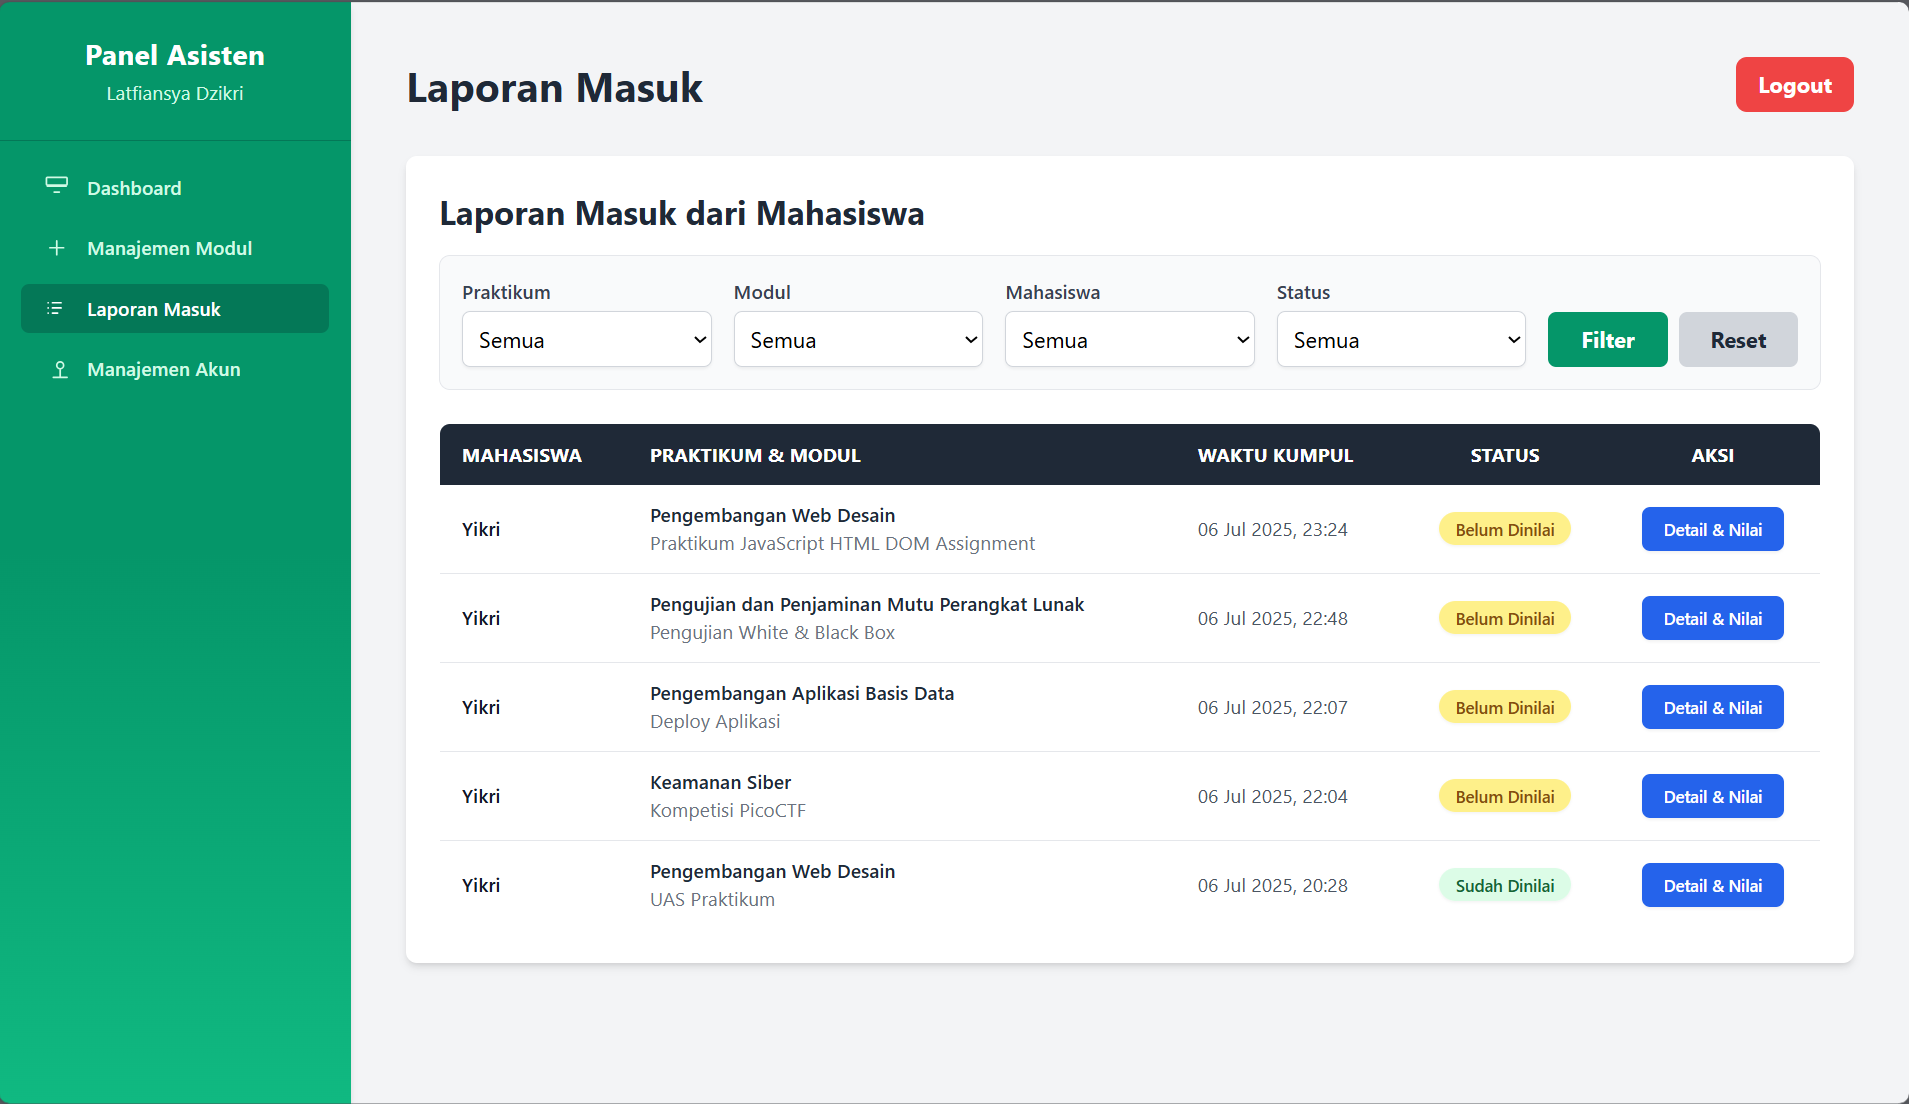 Panel Asisten
Latfiansya Dzikri
Dashboard
Manajemen Modul
Laporan Masuk
Manajemen Akun
Laporan Masuk
Logout
Laporan Masuk dari Mahasiswa
Praktikum Modul Mahasiswa Status
Semua Semua Semua Semua Filter Reset
MAHASISWA PRAKTIKUM & MODUL WAKTU KUMPUL STATUS AKSI
Yikri Pengembangan Web Desain 06 Jul 2025, 23:24 Belum Dinilai Detail & Nilai
Praktikum JavaScript HTML DOM Assignment
Yikri Pengujian dan Penjaminan Mutu Perangkat Lunak 06 Jul 2025, 22:48 Belum Dinilai Detail & Nilai
Pengujian White & Black Box
Yikri Pengembangan Aplikasi Basis Data 06 Jul 2025, 22:07 Belum Dinilai Detail & Nilai
Deploy Aplikasi
Yikri Keamanan Siber 06 Jul 2025, 22:04 Belum Dinilai Detail & Nilai
Kompetisi PicoCTF
Yikri Pengembangan Web Desain 06 Jul 2025, 20:28 Sudah Dinilai Detail & Nilai
UAS Praktikum